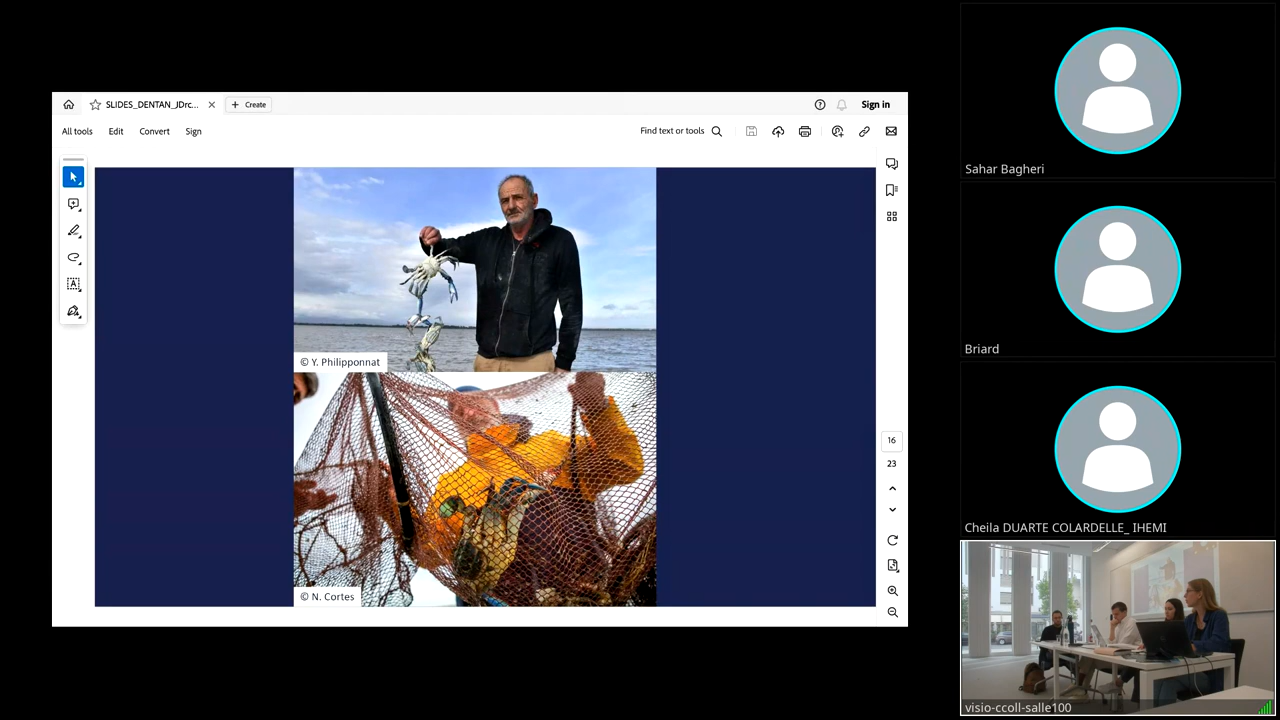 SLIDES_DENTAN_JDrc...
Create
Sign in
All tools
Edit
Convert
Sign
Find text or tools
© Y. Philipponnat
© N. Cortes
16
23
Sahar Bagheri
Briard
Cheila DUARTE COLARDELLE_ IHEMI
visio-ccoll-salle100